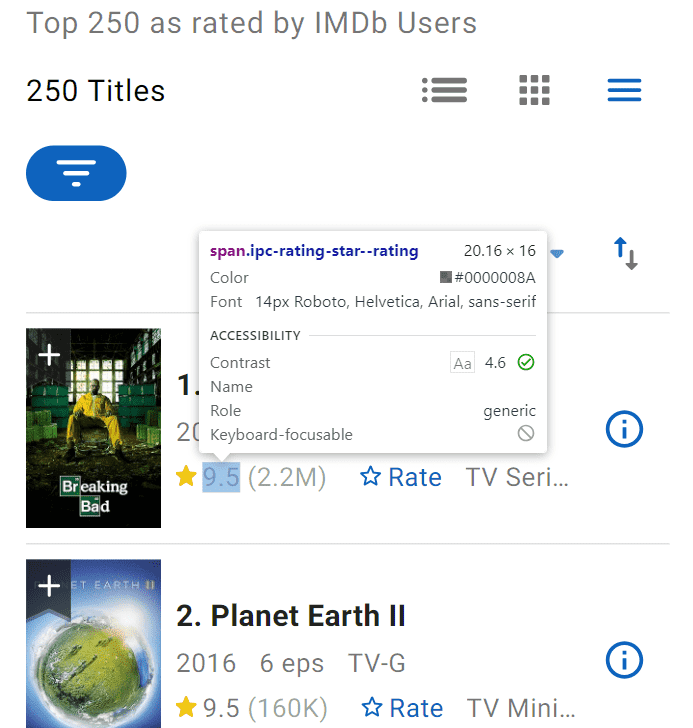 Top 250 as rated by IMDb Users
250 Titles
span.ipc-rating-star--rating 20.16 × 16
Color #0000008A
Font 14px Roboto, Helvetica, Arial, sans-serif
ACCESSIBILITY
Contrast Aa 4.6
Name
Role generic
Keyboard-focusable
Breaking
Bad
1.
20
9.5 (2.2M) Rate TV Seri...
ET EARTH II
2. Planet Earth II
2016 6 eps TV-G
9.5 (160K) Rate TV Mini...